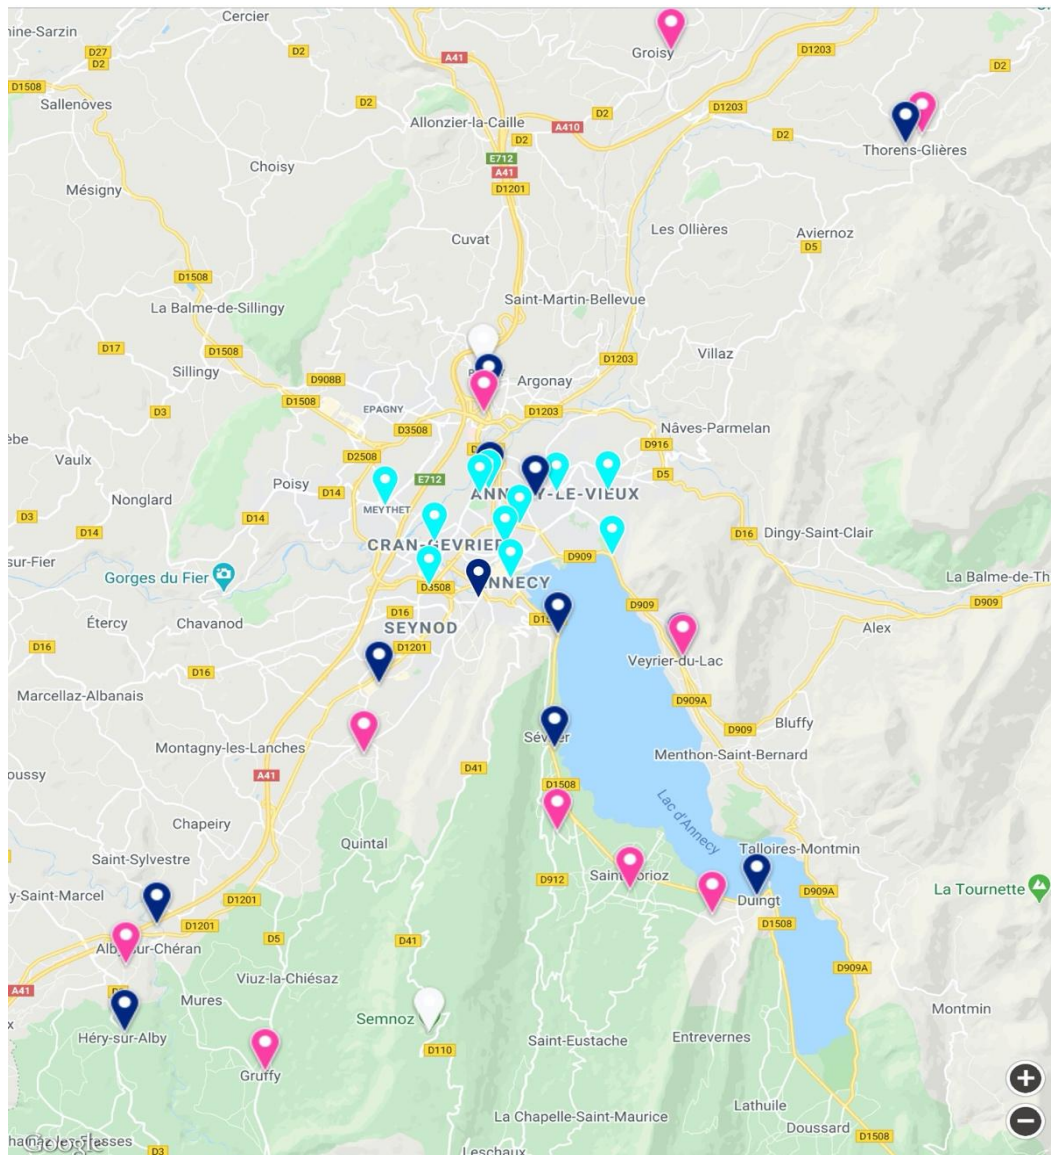 Cercier
nine-Sarzin
D27
D2
D2
A41
Groisy
D1203
D2
D1508
Sallenôves
D2
D2
D1203
Allonzier-la-Caille
A410
D2
D2
Thorens-Glières
E712
A41
Choisy
D1201
Mésigny
Les Ollières
Aviernoz
D5
Cuvat
D1508
La Balme-de-Sillingy
Saint-Martin-Bellevue
D17
D1508
Villaz
Sillingy
D1203
D908B
Argonay
D1508
EPAGNY
D3
D1203
D3508
Nâves-Parmelan
D916
Vaulx
D2508
D5
E712
Poisy
D14
Nonglard
MEYTHET
D3
D14
D16
Dingy-Saint-Clair
CRAN-GEVRIER
D909
sur-Fier
Gorges du Fier
La Balme-de-Th
D3508
D909
D909
D16
Étercy
Chavanod
SEYNOD
Alex
D16
D1201
Veyrier-du-Lac
D16
Marcellaz-Albanais
D909A
Bluffy
D909
Montagny-les-Lanches
Menthon-Saint-Bernard
oussy
A41
D41
D1508
Lac d'Annecy
Chapeiry
Quintal
Talloires-Montmin
Saint-Sylvestre
D912
y-Saint-Marcel
D909A
La Tournette
D1201
Duingt
D1201
D1508
D5
D41
D909A
Viuz-la-Chiésaz
A41
Mures
Montmin
Semnoz
Héry-sur-Alby
Saint-Eustache
Entrevernes
D110
Gruffy
Lathuile
La Chapelle-Saint-Maurice
Doussard
D1508
Google
D3
Leschaux